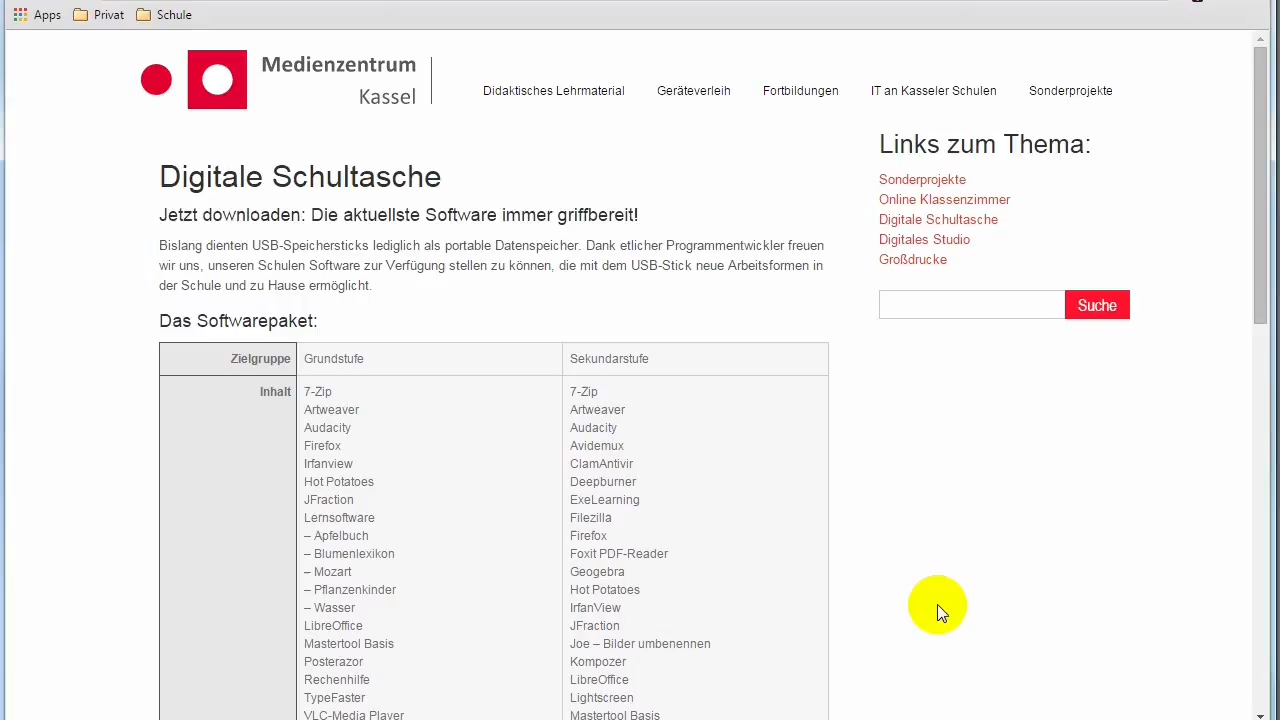 Apps Privat Schule
Medienzentrum
Kassel
Didaktisches Lehrmaterial Geräteverleih Fortbildungen IT an Kasseler Schulen Sonderprojekte
Digitale Schultasche
Jetzt downloaden: Die aktuellste Software immer griffbereit!
Bislang dienten USB-Speichersticks lediglich als portable Datenspeicher. Dank etlicher Programmentwickler freuen
wir uns, unseren Schulen Software zur Verfügung stellen zu können, die mit dem USB-Stick neue Arbeitsformen in
der Schule und zu Hause ermöglicht.
Das Softwarepaket:
Zielgruppe Grundstufe Sekundarstufe
Inhalt 7-Zip 7-Zip
Artweaver Artweaver
Audacity Audacity
Firefox Avidemux
Irfanview ClamAntivir
Hot Potatoes Deepburner
JFraction ExeLearning
Lernsoftware Filezilla
– Apfelbuch Firefox
– Blumenlexikon Foxit PDF-Reader
– Mozart Geogebra
– Pflanzenkinder Hot Potatoes
– Wasser IrfanView
LibreOffice JFraction
Mastertool Basis Joe – Bilder umbenennen
Posterazor Kompozer
Rechenhilfe LibreOffice
TypeFaster Lightscreen
VLC-Media Player Mastertool Basis
Links zum Thema:
Sonderprojekte
Online Klassenzimmer
Digitale Schultasche
Digitales Studio
Großdrucke
Suche